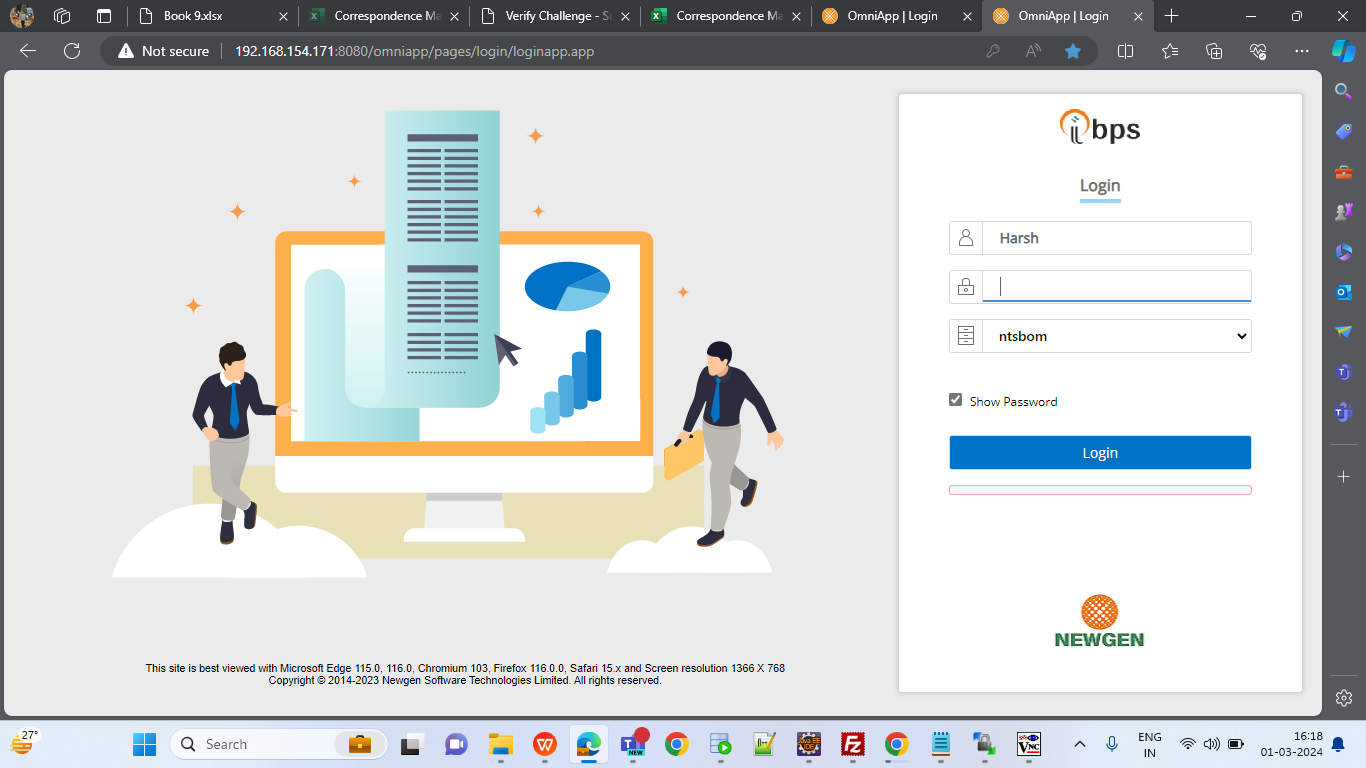 Book 9.xlsx
Correspondence Ma
Verify Challenge - S
Correspondence Ma
OmniApp | Login
OmniApp | Login
Not secure
192.168.154.171:8080/omniapp/pages/login/loginapp.app
ibps
Login
Harsh
ntsbom
Show Password
Login
NEWGEN
This site is best viewed with Microsoft Edge 115.0, 116.0, Chromium 103, Firefox 116.0.0, Safari 15.x and Screen resolution 1366 X 768
Copyright © 2014-2023 Newgen Software Technologies Limited. All rights reserved.
27°
Search
NEW
ENG
IN
16:18
01-03-2024